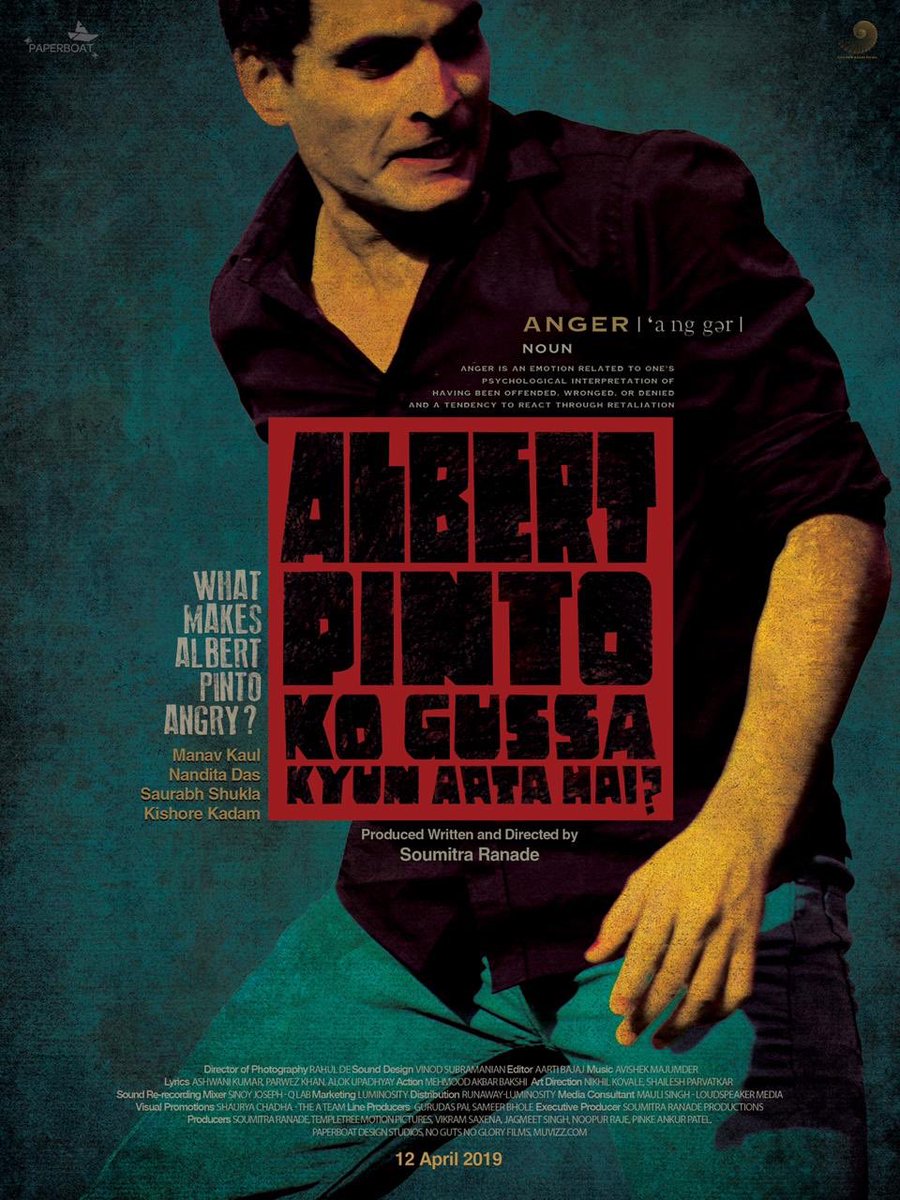 PAPERBOAT
ANGER | ‘a ng gər |
NOUN
ANGER IS AN EMOTION RELATED TO ONE'S
PSYCHOLOGICAL INTERPRETATION OF
HAVING BEEN OFFENDED, WRONGED, OR DENIED
AND A TENDENCY TO REACT THROUGH RETALIATION
ALBERT
PINTO
KO GUSSA
KYUN AATA HAI?
WHAT
MAKES
ALBERT
PINTO
ANGRY?
Manav Kaul
Nandita Das
Saurabh Shukla
Kishore Kadam
Produced Written and Directed by
Soumitra Ranade
Director of Photography RAHUL DE Sound Design VINOD SUBRAMANIAN Editor AARTI BAJAJ Music AVISHEK MAJUMDER
Lyrics ASHWANI KUMAR, PARWEZ KHAN, ALOK UPADHYAY Action MEHMOOD AKBAR BAKSHI Art Direction NIKHIL KOVALE, SHAILESH PARVATKAR
Sound Re-recording Mixer SINOY JOSEPH - Q LAB Marketing LUMINOSITY Distribution RUNAWAY-LUMINOSITY Media Consultant MAULI SINGH - LOUDSPEAKER MEDIA
Visual Promotions SHAURYA CHADHA - THE A TEAM Line Producers GURUDAS PAI, SAMEER BHOLE Executive Producer SOUMITRA RANADE PRODUCTIONS
Producers SOUMITRA RANADE, TEMPLETREE MOTION PICTURES, VIKRAM SAXENA, JAGMEET SINGH, NOOPUR RAJE, PINKE ANKUR PATEL,
PAPERBOAT DESIGN STUDIOS, NO GUTS NO GLORY FILMS, MUVIZZ.COM
12 April 2019